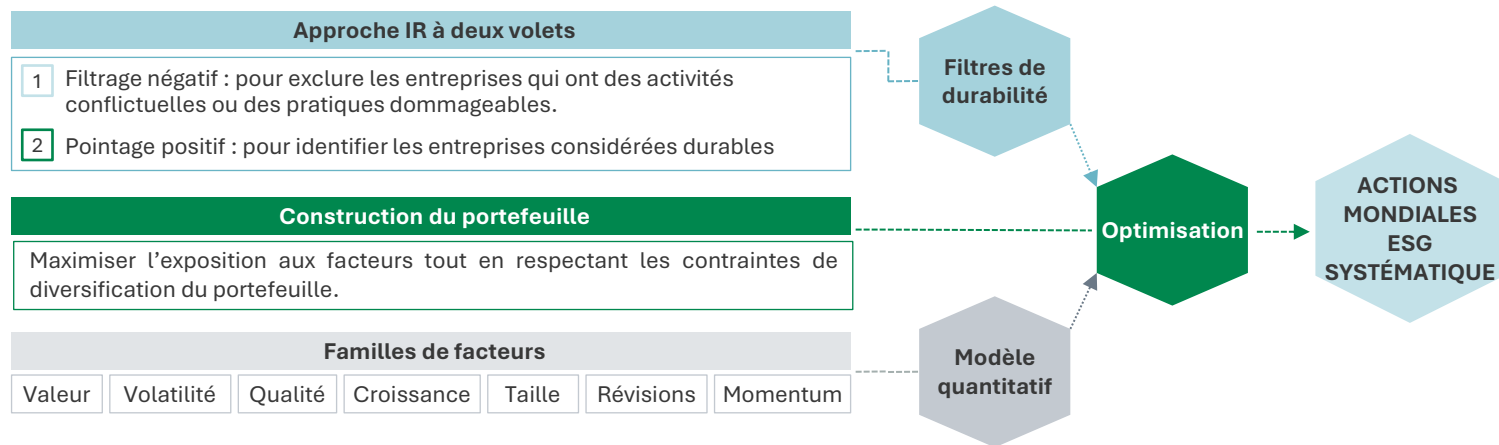 Approche IR à deux volets
1 Filtrage négatif : pour exclure les entreprises qui ont des activités
conflictuelles ou des pratiques dommageables.
2 Pointage positif : pour identifier les entreprises considérées durables
Filtres de
durabilité
Construction du portefeuille
Maximiser l’exposition aux facteurs tout en respectant les contraintes de
diversification du portefeuille.
Optimisation
ACTIONS
MONDIALES
ESG
SYSTÉMATIQUE
Familles de facteurs
Valeur Volatilité Qualité Croissance Taille Révisions Momentum
Modèle
quantitatif